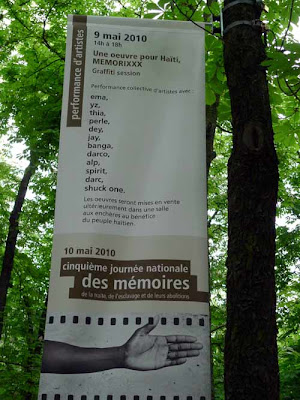 performance d'artistes
9 mai 2010
14h à 18h
Une oeuvre pour Haïti,
MEMORIXXX
Graffiti session
Performance collective d'artistes avec:
ema,
yz,
thia,
perle,
dey,
jay,
banga,
darco,
alp,
spirit,
darc,
shuck one.
Les oeuvres seront mises en vente
ultérieurement dans une salle
aux enchères au bénéfice
du peuple haïtien.
10 mai 2010
cinquième journée nationale
des mémoires
de la traite, de l'esclavage et de leurs abolitions